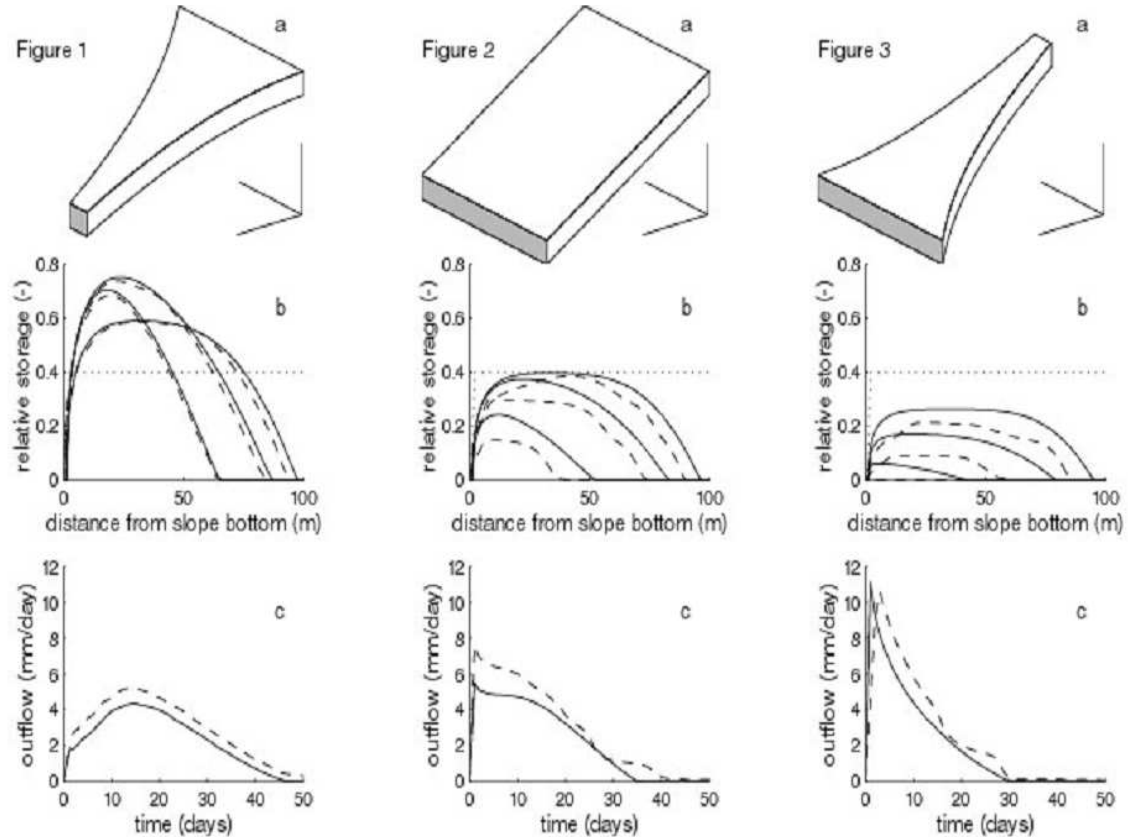 Figure 1
a
Figure 2
a
Figure 3
a
relative storage (-)
0.8
0.6
0.4
0.2
0
b
0 50 100
distance from slope bottom (m)
relative storage (-)
0.8
0.6
0.4
0.2
0
b
0 50 100
distance from slope bottom (m)
relative storage (-)
0.8
0.6
0.4
0.2
0
b
0 50 100
distance from slope bottom (m)
outflow (mm/day)
12
10
8
6
4
2
0
c
0 10 20 30 40 50
time (days)
outflow (mm/day)
12
10
8
6
4
2
0
c
0 10 20 30 40 50
time (days)
outflow (mm/day)
12
10
8
6
4
2
0
c
0 10 20 30 40 50
time (days)